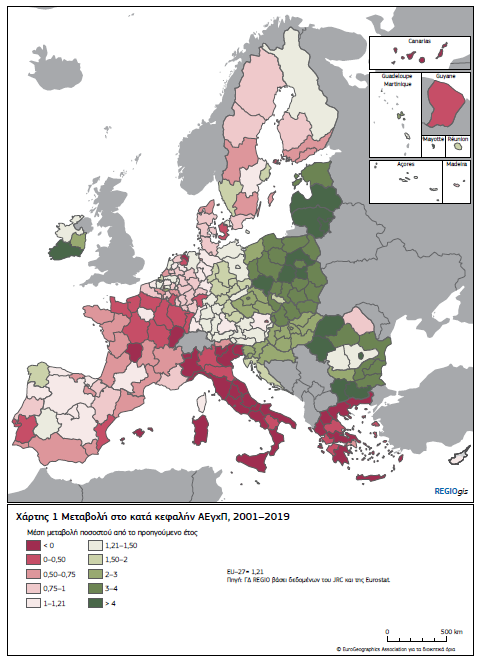 Canarias
Guadeloupe
Martinique
Guyane
Mayotte
Réunion
Açores
Madeira
REGIOgis
Χάρτης 1 Μεταβολή στο κατά κεφαλήν ΑΕγχΠ, 2001–2019
Μέση μεταβολή ποσοστού από το προηγούμενο έτος
< 0
0–0,50
0,50–0,75
0,75–1
1–1,21
1,21–1,50
1,50–2
2–3
3–4
> 4
EU–27= 1,21
Πηγή: ΓΔ REGIO βάσει δεδομένων του JRC και της Eurostat.
0 500 km
© EuroGeographics Association για τα διοικητικά όρια